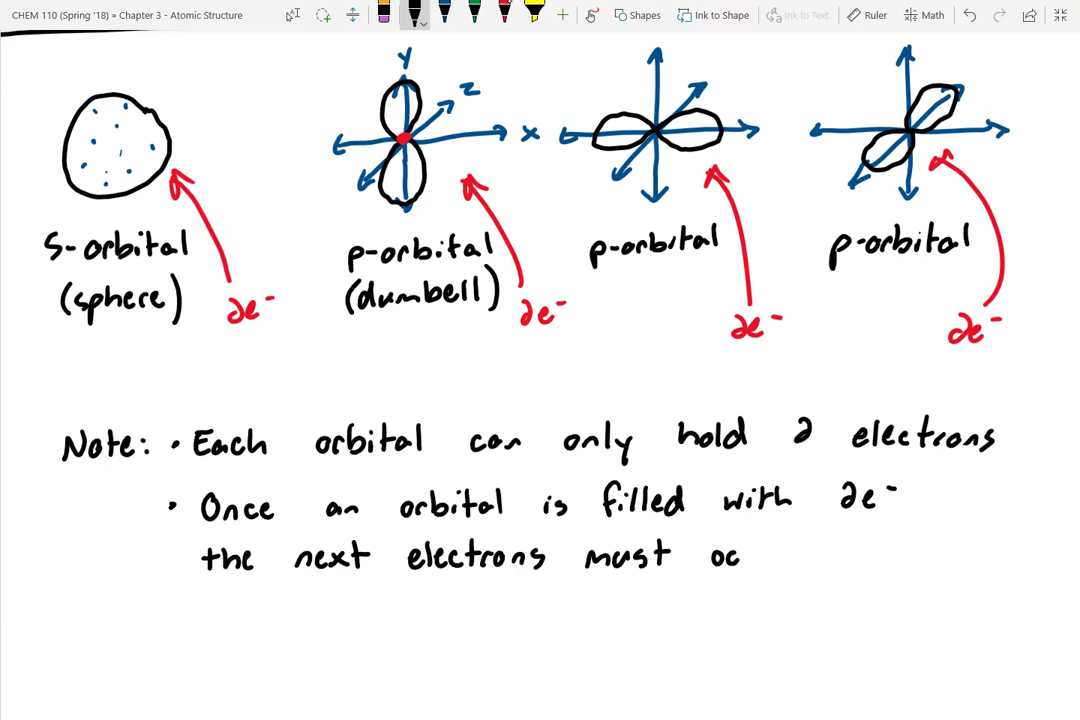 CHEM 110 (Spring '18) » Chapter 3 - Atomic Structure
Shapes
Ink to Shape
Ink to Text
Ruler
Math
y
z
x
s-orbital
(sphere)
2e⁻
p-orbital
(dumbell)
2e⁻
p-orbital
2e⁻
p-orbital
2e⁻
Note: • Each orbital can only hold 2 electrons
• Once an orbital is filled with 2e⁻
the next electrons must oc